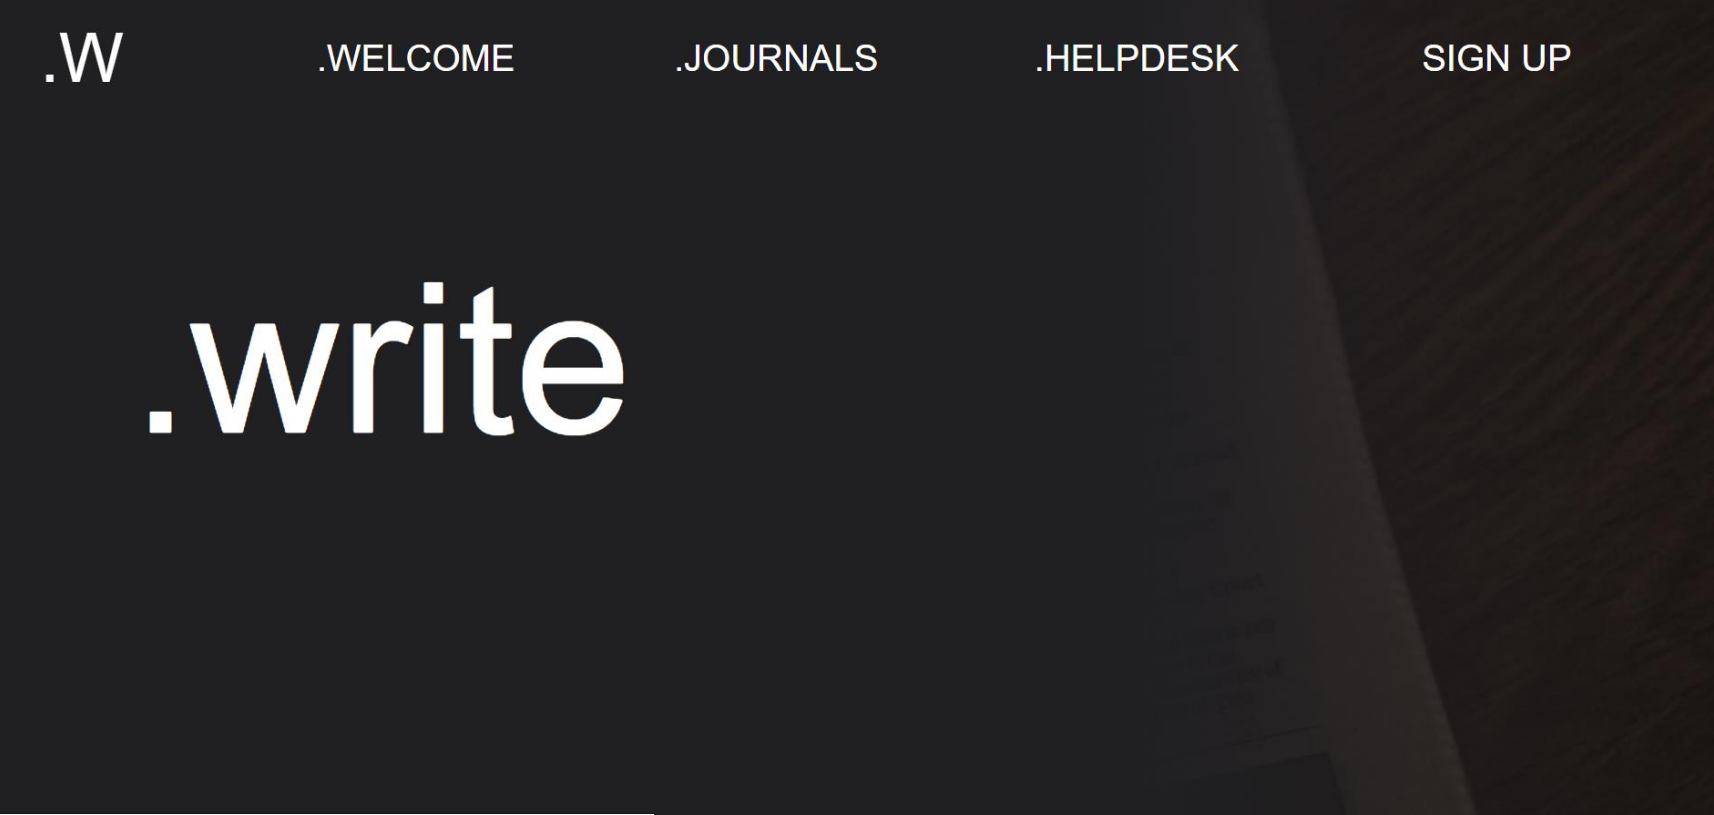 .W
.WELCOME
.JOURNALS
.HELPDESK
SIGN UP
.write